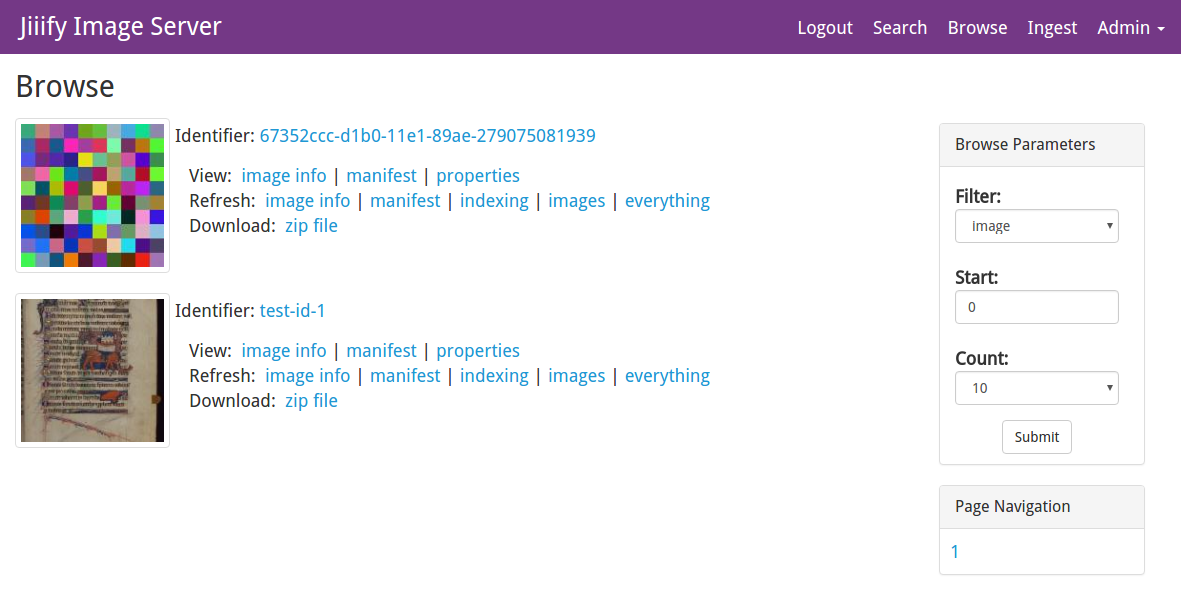 Jiiify Image Server
Logout Search Browse Ingest Admin
Browse
Identifier: 67352ccc-d1b0-11e1-89ae-279075081939
View: image info | manifest | properties
Refresh: image info | manifest | indexing | images | everything
Download: zip file
Identifier: test-id-1
View: image info | manifest | properties
Refresh: image info | manifest | indexing | images | everything
Download: zip file
Browse Parameters
Filter:
image
Start:
0
Count:
10
Submit
Page Navigation
1